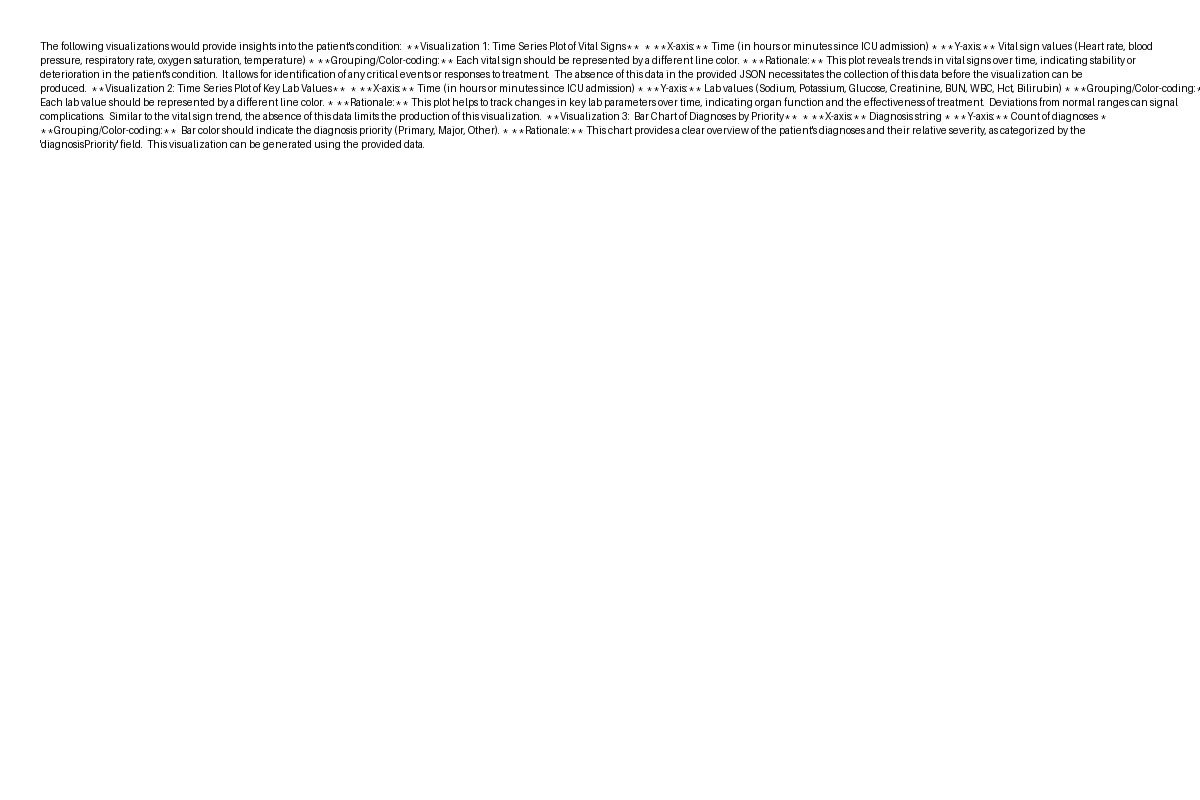 The following visualizations would provide insights into the patient's condition:  **Visualization 1: Time Series Plot of Vital Signs**  * **X-axis:** Time (in hours or minutes since ICU admission) * **Y-axis:** Vital sign values (Heart rate, blood
pressure, respiratory rate, oxygen saturation, temperature) * **Grouping/Color-coding:** Each vital sign should be represented by a different line color. * **Rationale:** This plot reveals trends in vital signs over time, indicating stability or
deterioration in the patient's condition.  It allows for identification of any critical events or responses to treatment.  The absence of this data in the provided JSON necessitates the collection of this data before the visualization can be
produced.  **Visualization 2: Time Series Plot of Key Lab Values**  * **X-axis:** Time (in hours or minutes since ICU admission) * **Y-axis:** Lab values (Sodium, Potassium, Glucose, Creatinine, BUN, WBC, Hct, Bilirubin) * **Grouping/Color-coding:*
Each lab value should be represented by a different line color. * **Rationale:** This plot helps to track changes in key lab parameters over time, indicating organ function and the effectiveness of treatment.  Deviations from normal ranges can signal
complications.  Similar to the vital sign trend, the absence of this data limits the production of this visualization.  **Visualization 3:  Bar Chart of Diagnoses by Priority**  * **X-axis:** Diagnosis string * **Y-axis:** Count of diagnoses *
**Grouping/Color-coding:**  Bar color should indicate the diagnosis priority (Primary, Major, Other). * **Rationale:** This chart provides a clear overview of the patient's diagnoses and their relative severity, as categorized by the
'diagnosisPriority' field.  This visualization can be generated using the provided data.